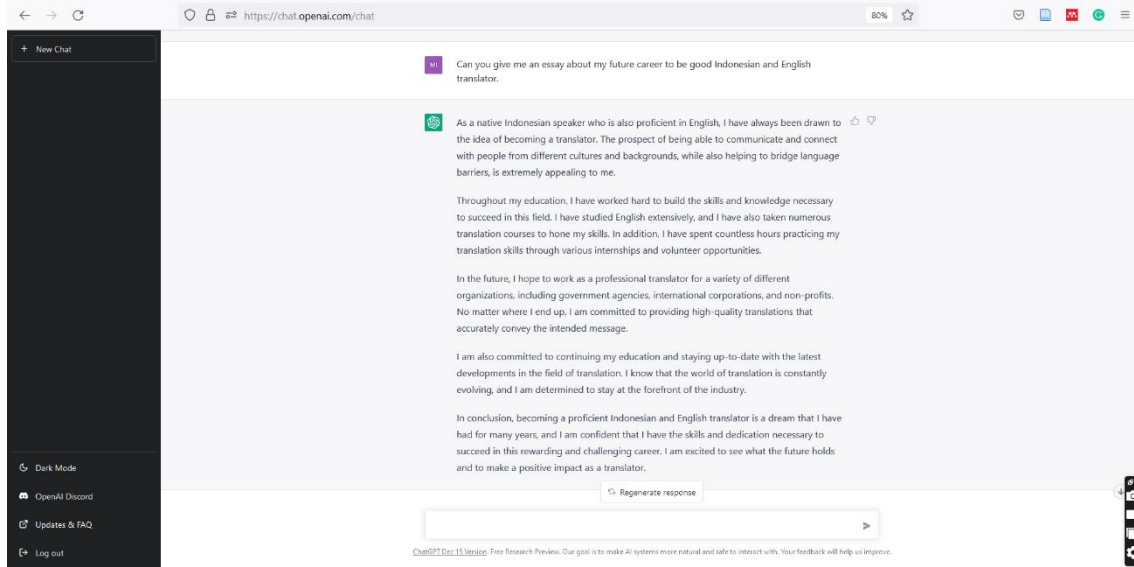 https://chat.openai.com/chat
80%
+ New Chat
MI
Can you give me an essay about my future career to be good Indonesian and English
translator.
As a native Indonesian speaker who is also proficient in English, I have always been drawn to
the idea of becoming a translator. The prospect of being able to communicate and connect
with people from different cultures and backgrounds, while also helping to bridge language
barriers, is extremely appealing to me.
Throughout my education, I have worked hard to build the skills and knowledge necessary
to succeed in this field. I have studied English extensively, and I have also taken numerous
translation courses to hone my skills. In addition, I have spent countless hours practicing my
translation skills through various internships and volunteer opportunities.
In the future, I hope to work as a professional translator for a variety of different
organizations, including government agencies, international corporations, and non-profits.
No matter where I end up, I am committed to providing high-quality translations that
accurately convey the intended message.
I am also committed to continuing my education and staying up-to-date with the latest
developments in the field of translation. I know that the world of translation is constantly
evolving, and I am determined to stay at the forefront of the industry.
In conclusion, becoming a proficient Indonesian and English translator is a dream that I have
had for many years, and I am confident that I have the skills and dedication necessary to
succeed in this rewarding and challenging career. I am excited to see what the future holds
and to make a positive impact as a translator.
Dark Mode
OpenAI Discord
Updates & FAQ
Log out
Regenerate response
ChatGPT Dec 15 Version. Free Research Preview. Our goal is to make AI systems more natural and safe to interact with. Your feedback will help us improve.